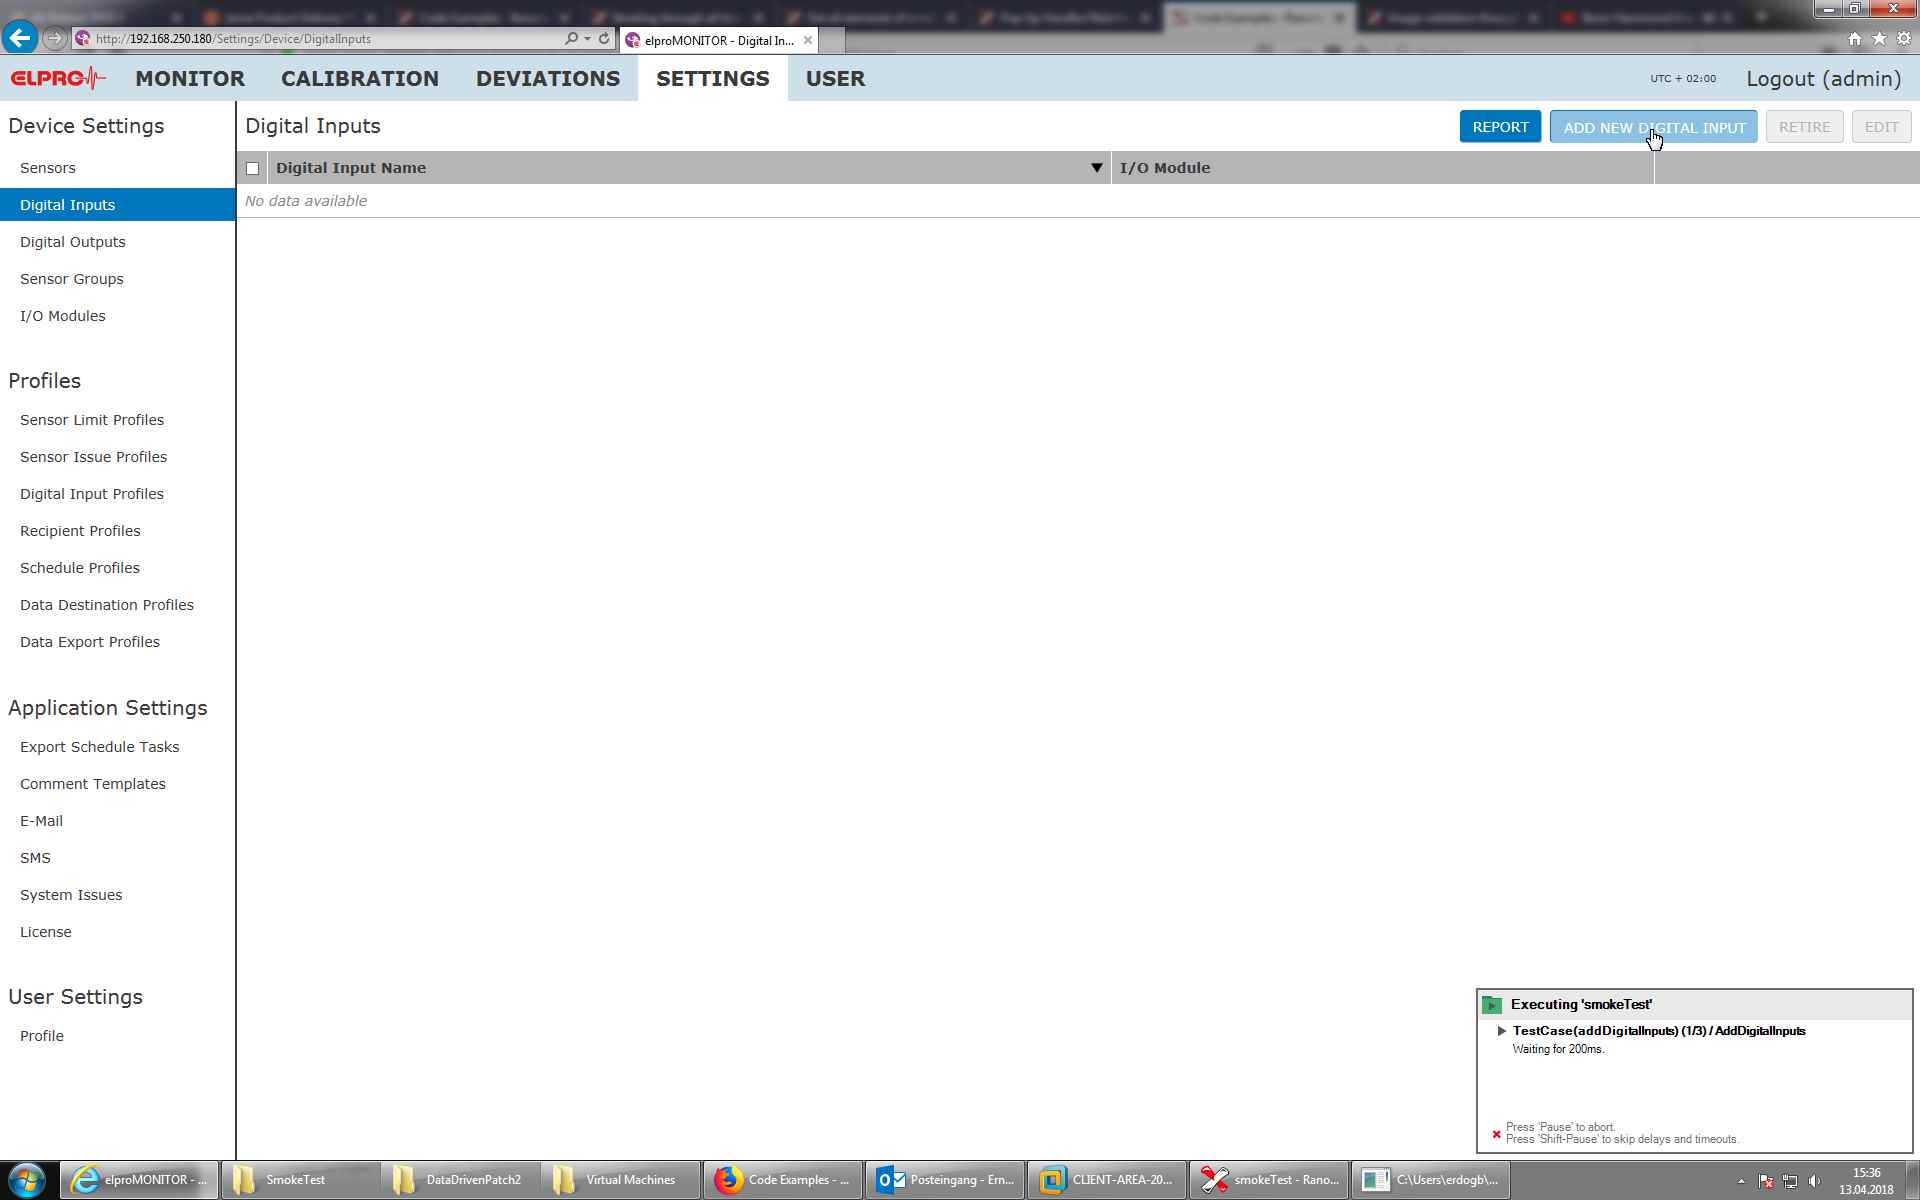 http://192.168.250.180/Settings/Device/DigitalInputs
elproMONITOR - Digital In...
ELPRO
MONITOR
CALIBRATION
DEVIATIONS
SETTINGS
USER
UTC + 02:00
Logout (admin)
Device Settings
Sensors
Digital Inputs
Digital Outputs
Sensor Groups
I/O Modules
Profiles
Sensor Limit Profiles
Sensor Issue Profiles
Digital Input Profiles
Recipient Profiles
Schedule Profiles
Data Destination Profiles
Data Export Profiles
Application Settings
Export Schedule Tasks
Comment Templates
E-Mail
SMS
System Issues
License
User Settings
Profile
Digital Inputs
REPORT
ADD NEW DIGITAL INPUT
RETIRE
EDIT
Digital Input Name
I/O Module
No data available
Executing 'smokeTest'
TestCase(addDigitalInputs) (1/3) / AddDigitalInputs
Waiting for 200ms.
Press 'Pause' to abort.
Press 'Shift-Pause' to skip delays and timeouts.
elproMONITOR - ...
SmokeTest
DataDrivenPatch2
Virtual Machines
Code Examples - ...
Posteingang - Ern...
CLIENT-AREA-20...
smokeTest - Rano...
C:\Users\erdogb\...
15:36
13.04.2018